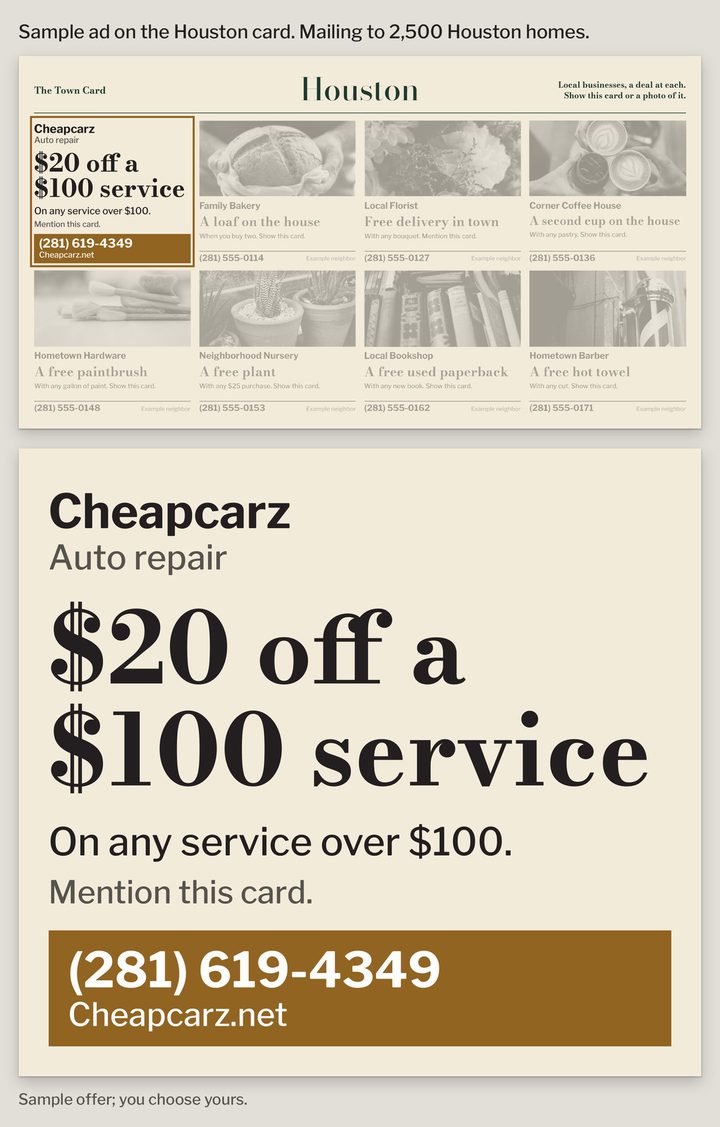 Sample ad on the Houston card. Mailing to 2,500 Houston homes.
The Town Card
Houston
Local businesses, a deal at each.
Show this card or a photo of it.
Cheapcarz
Auto repair
$20 off a
$100 service
On any service over $100.
Mention this card.
(281) 619-4349
Cheapcarz.net
Family Bakery
A loaf on the house
When you buy two. Show this card.
(281) 555-0114
Example neighbor
Local Florist
Free delivery in town
With any bouquet. Mention this card.
(281) 555-0127
Example neighbor
Corner Coffee House
A second cup on the house
With any pastry. Show this card.
(281) 555-0136
Example neighbor
Hometown Hardware
A free paintbrush
With any gallon of paint. Show this card.
(281) 555-0148
Example neighbor
Neighborhood Nursery
A free plant
With any $25 purchase. Show this card.
(281) 555-0153
Example neighbor
Local Bookshop
A free used paperback
With any new book. Show this card.
(281) 555-0162
Example neighbor
Hometown Barber
A free hot towel
With any cut. Show this card.
(281) 555-0171
Example neighbor
Cheapcarz
Auto repair
$20 off a
$100 service
On any service over $100.
Mention this card.
(281) 619-4349
Cheapcarz.net
Sample offer; you choose yours.